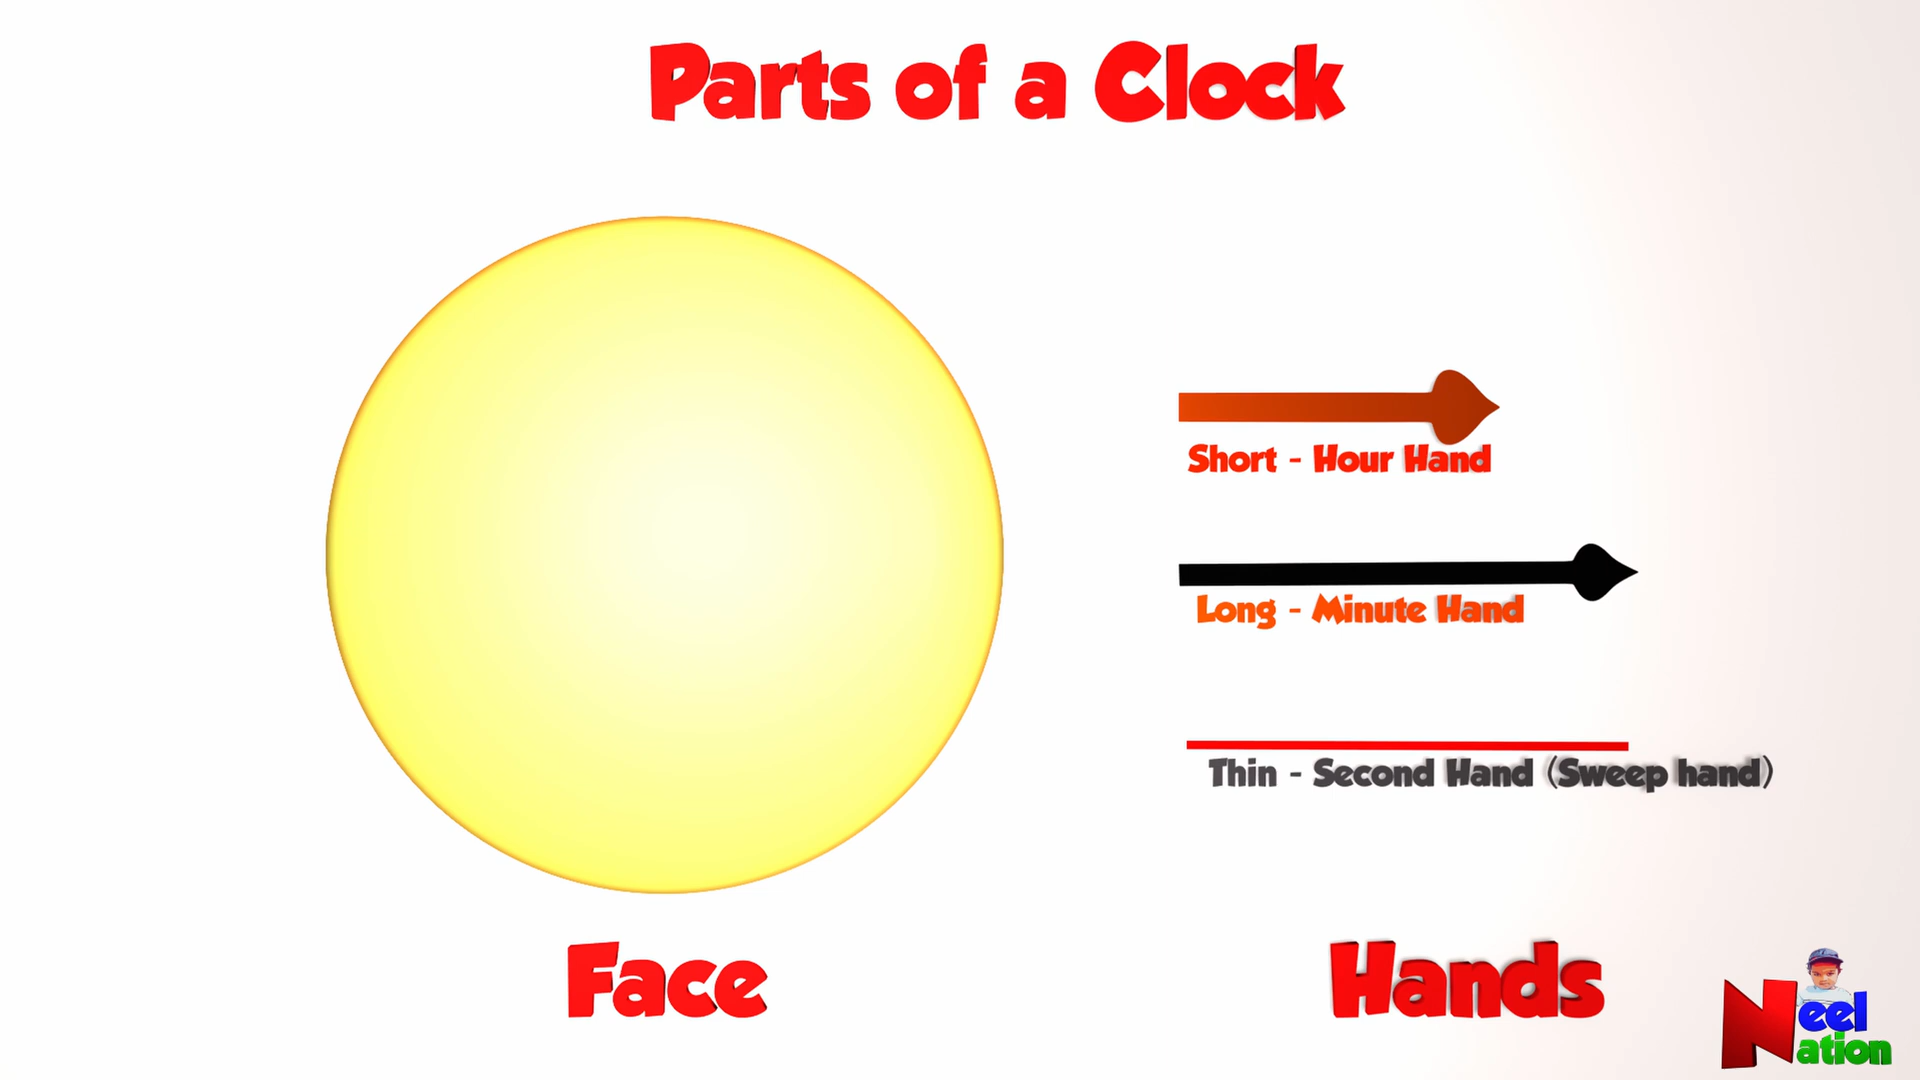 Parts of a Clock
Short - Hour Hand
Long - Minute Hand
Thin - Second Hand (Sweep hand)
Face
Hands
Neel
Nation